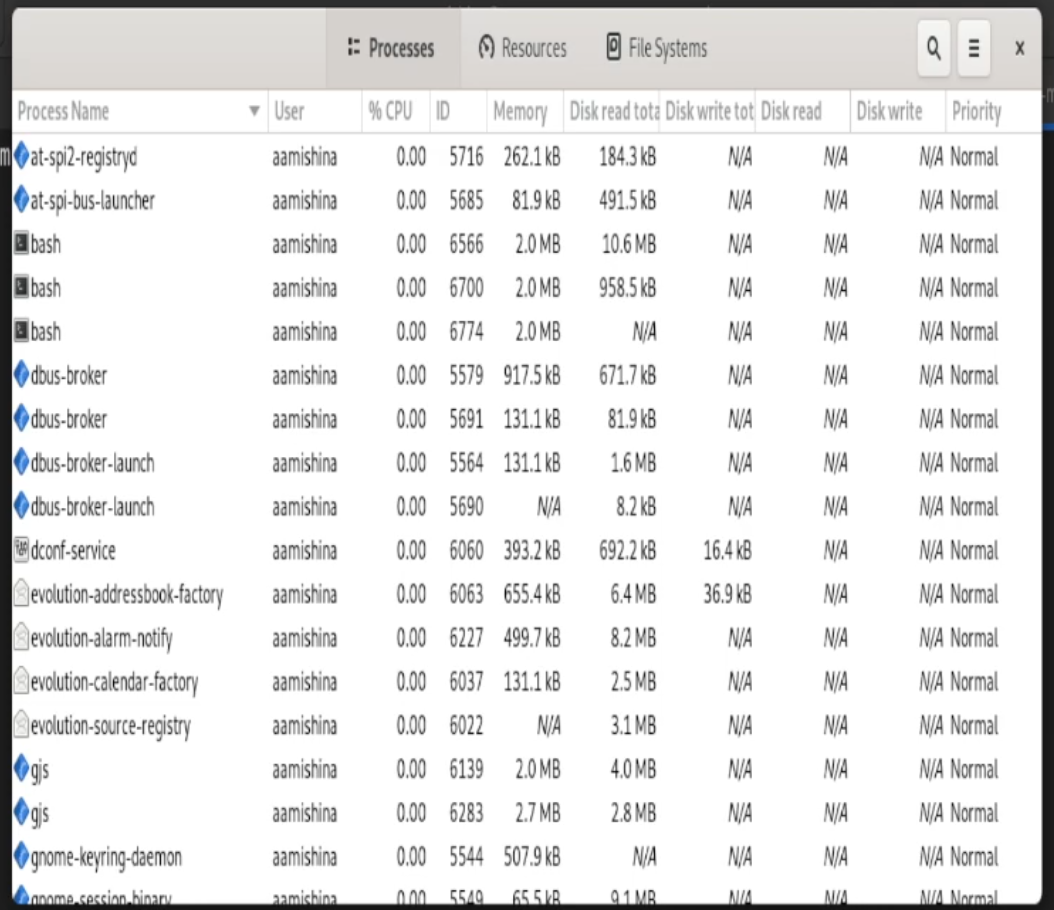 Processes Resources File Systems
Process Name User % CPU ID Memory Disk read tota Disk write tot Disk read Disk write Priority
at-spi2-registryd aamishina 0.00 5716 262.1 kB 184.3 kB N/A N/A N/A Normal
at-spi-bus-launcher aamishina 0.00 5685 81.9 kB 491.5 kB N/A N/A N/A Normal
bash aamishina 0.00 6566 2.0 MB 10.6 MB N/A N/A N/A Normal
bash aamishina 0.00 6700 2.0 MB 958.5 kB N/A N/A N/A Normal
bash aamishina 0.00 6774 2.0 MB N/A N/A N/A N/A Normal
dbus-broker aamishina 0.00 5579 917.5 kB 671.7 kB N/A N/A N/A Normal
dbus-broker aamishina 0.00 5691 131.1 kB 81.9 kB N/A N/A N/A Normal
dbus-broker-launch aamishina 0.00 5564 131.1 kB 1.6 MB N/A N/A N/A Normal
dbus-broker-launch aamishina 0.00 5690 N/A 8.2 kB N/A N/A N/A Normal
dconf-service aamishina 0.00 6060 393.2 kB 692.2 kB 16.4 kB N/A N/A Normal
evolution-addressbook-factory aamishina 0.00 6063 655.4 kB 6.4 MB 36.9 kB N/A N/A Normal
evolution-alarm-notify aamishina 0.00 6227 499.7 kB 8.2 MB N/A N/A N/A Normal
evolution-calendar-factory aamishina 0.00 6037 131.1 kB 2.5 MB N/A N/A N/A Normal
evolution-source-registry aamishina 0.00 6022 N/A 3.1 MB N/A N/A N/A Normal
gjs aamishina 0.00 6139 2.0 MB 4.0 MB N/A N/A N/A Normal
gjs aamishina 0.00 6283 2.7 MB 2.8 MB N/A N/A N/A Normal
gnome-keyring-daemon aamishina 0.00 5544 507.9 kB N/A N/A N/A N/A Normal
gnome-session-binary aamishina 0.00 5549 65.5 kB 9.1 MB N/A N/A N/A Normal